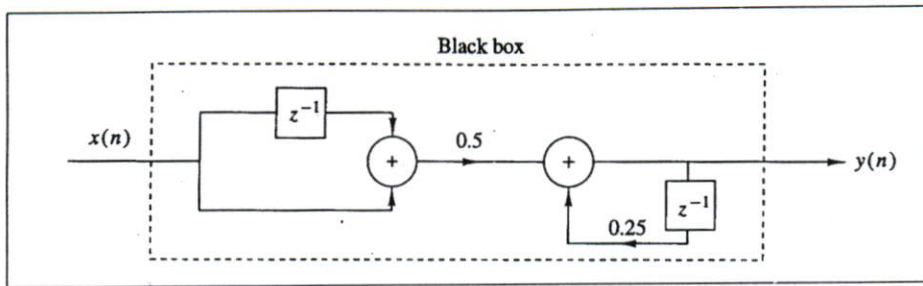 Black box
z⁻¹
x(n)
+
0.5
+
y(n)
z⁻¹
0.25